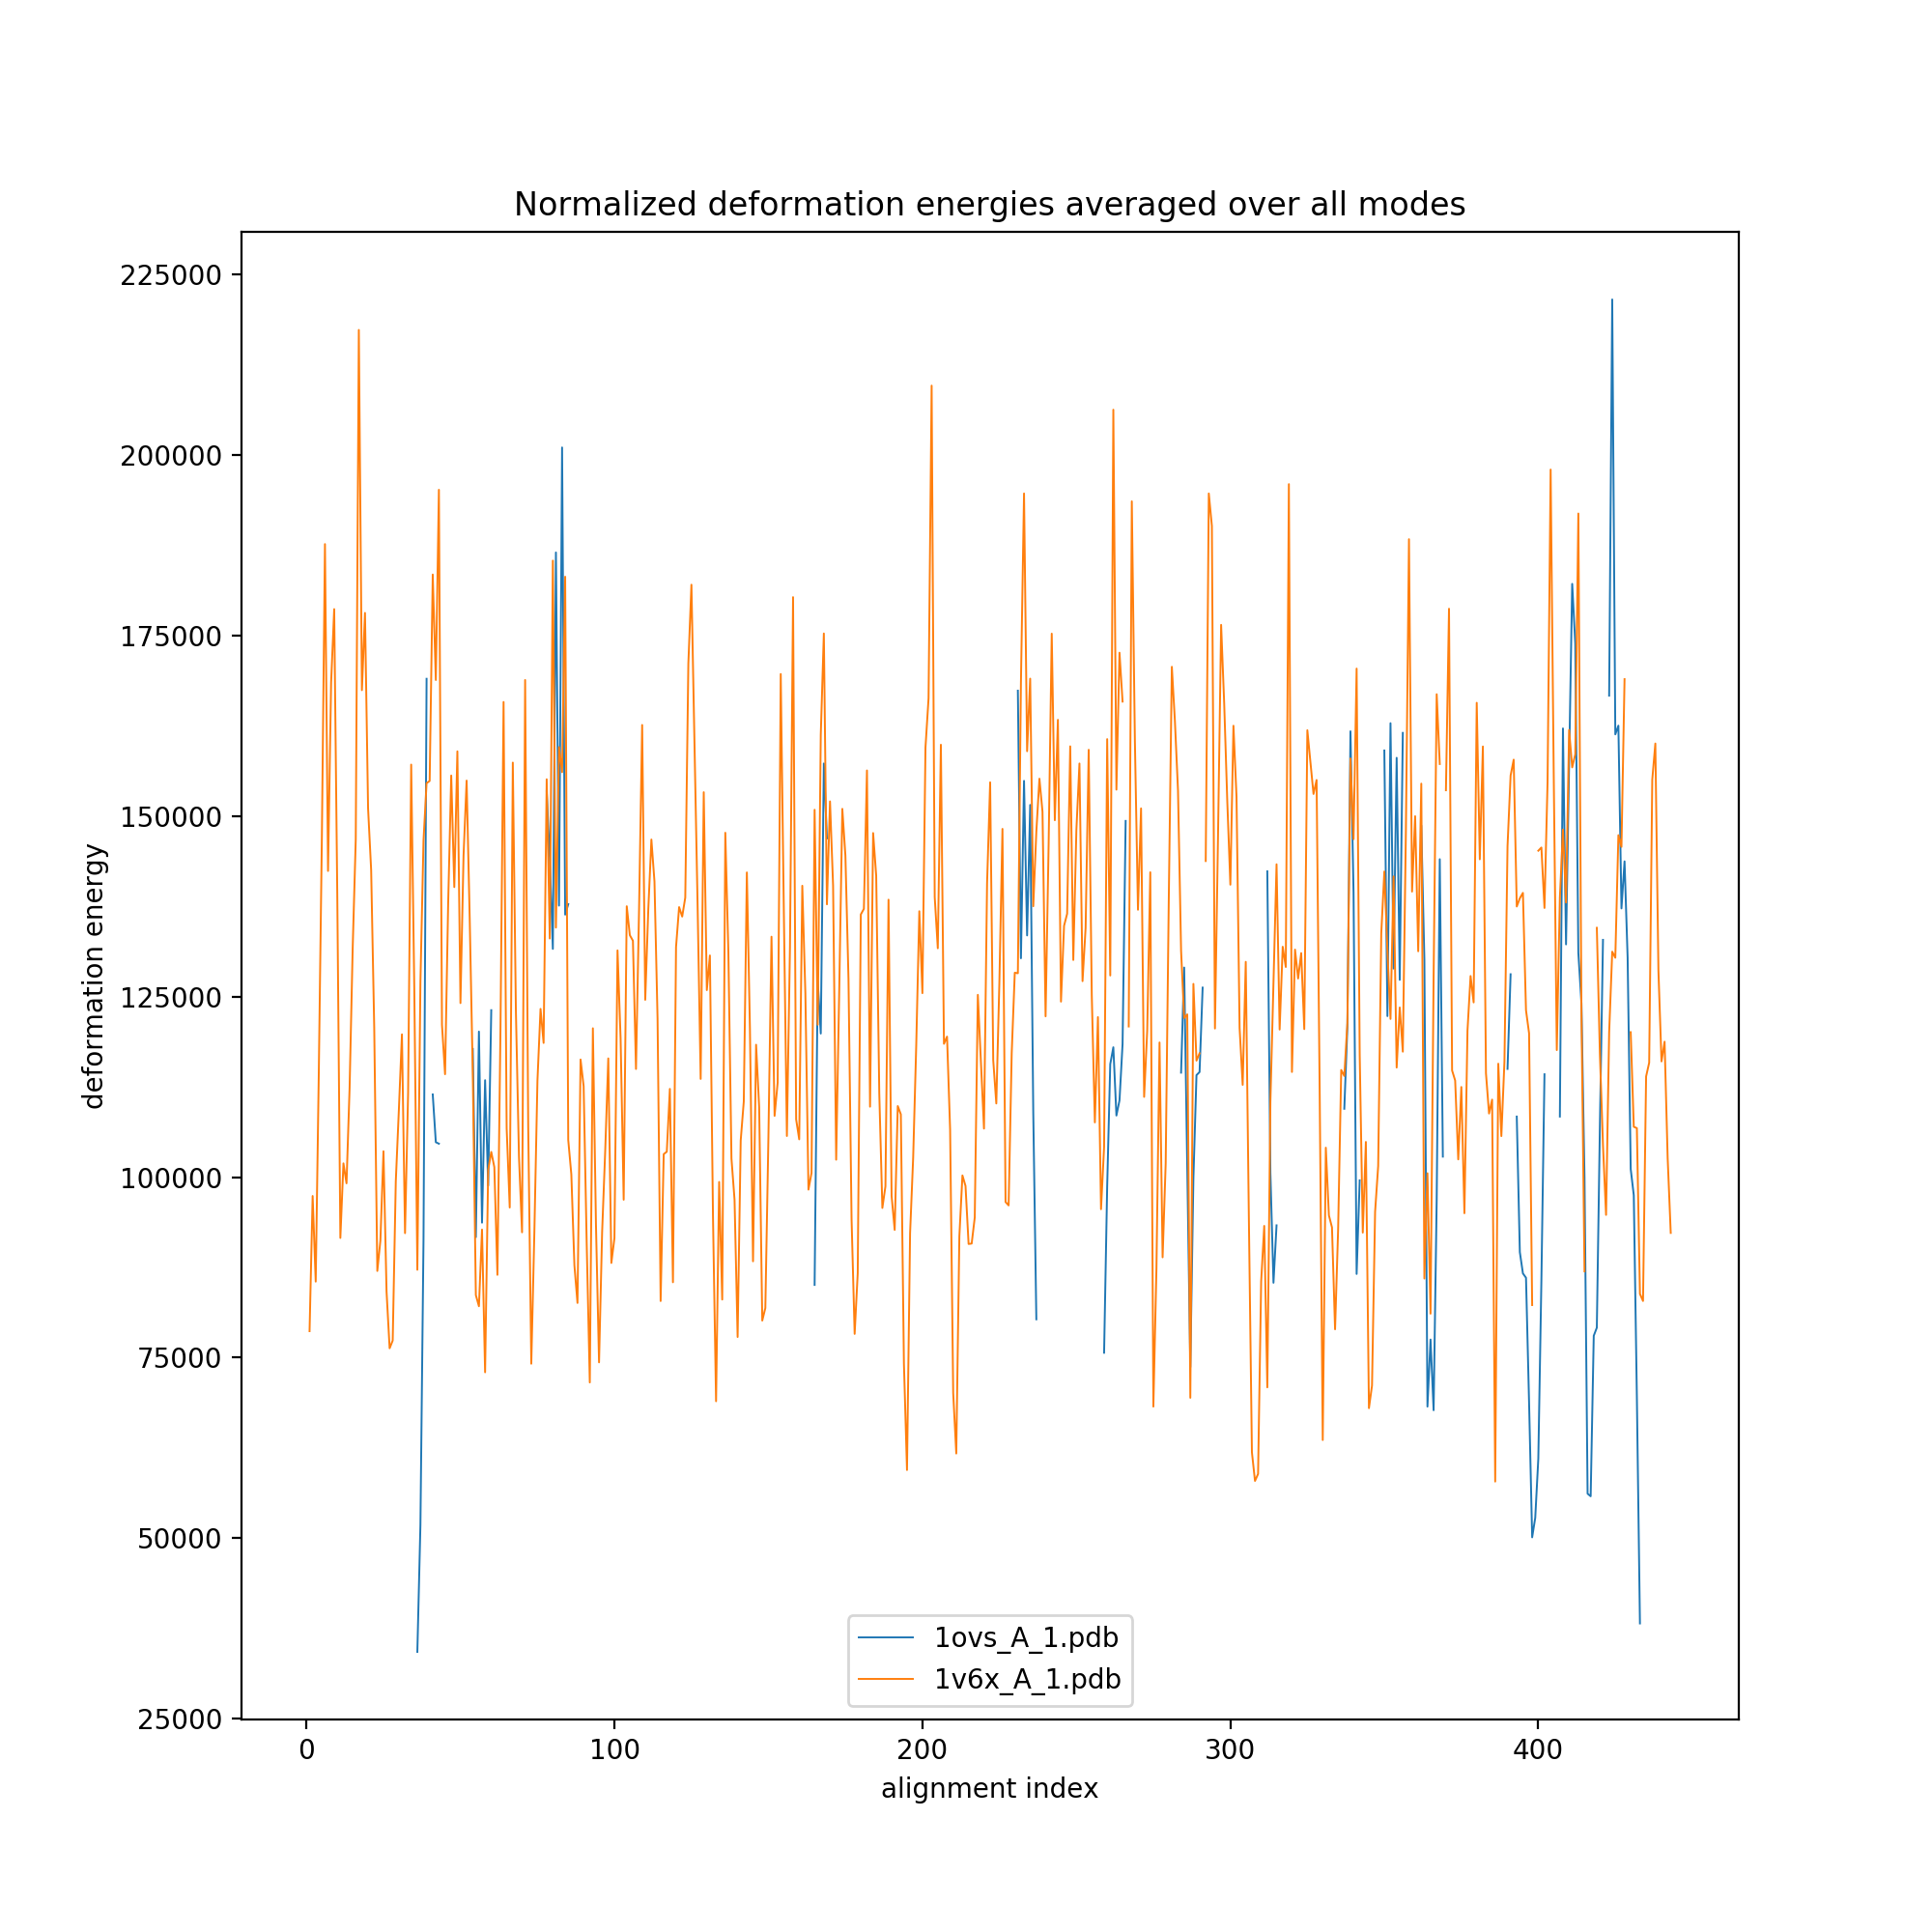 Normalized deformation energies averaged over all modes
225000
200000
175000
150000
125000
100000
75000
50000
25000
deformation energy
0 100 200 300 400
alignment index
1ovs_A_1.pdb
1v6x_A_1.pdb